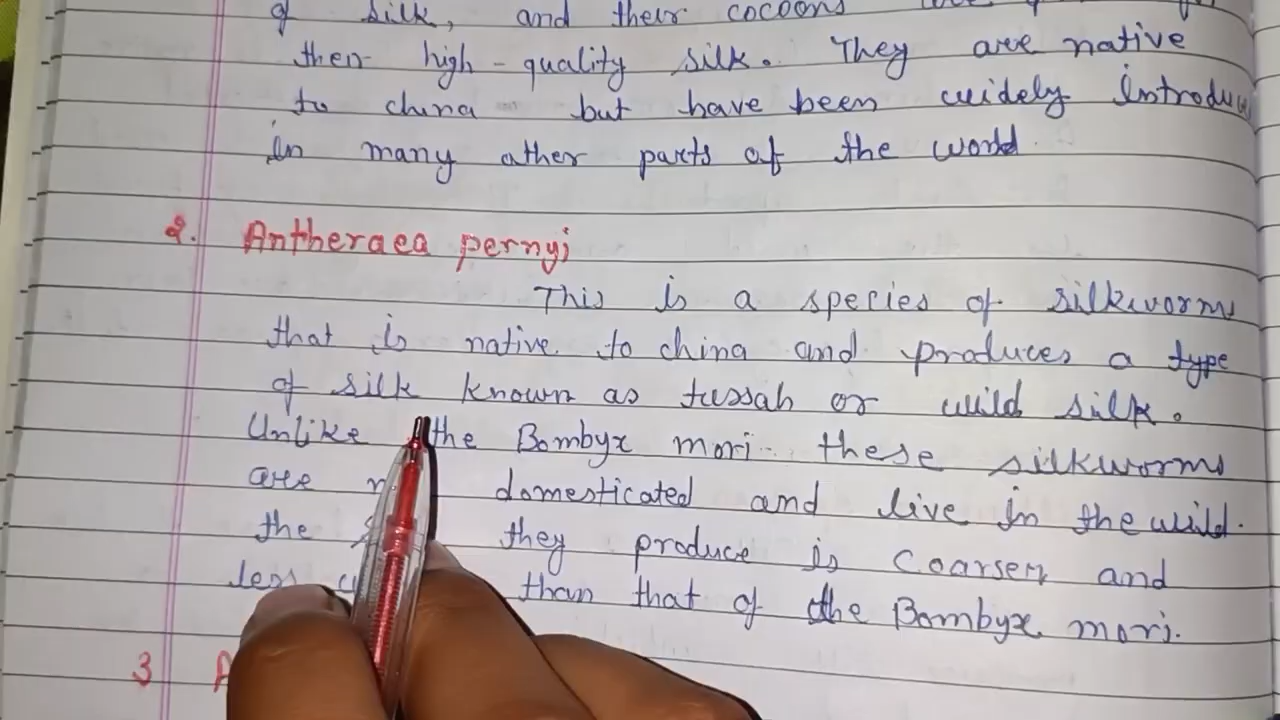 of silk, and their cocoons
their high-quality silk. They are native
to china but have been widely Introduc
in many other parts of the world.
2. Antheraea pernyi
This is a species of silkworms
that is native to china and produces a type
of silk known as tussah or wild silk.
Unlike the Bombyx mori these silkworms
are domesticated and live in the wild.
the they produce is Coarser and
less than that of the Bombyx mori.
3 A